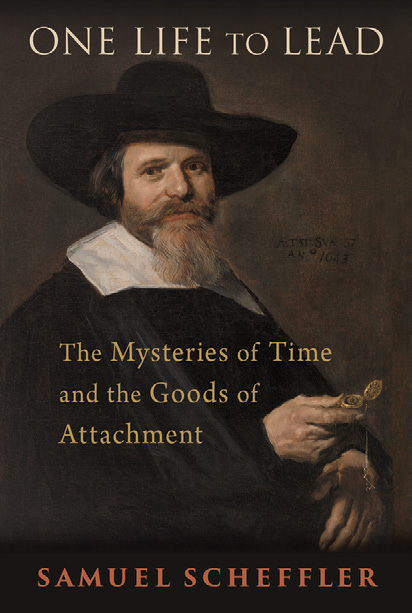 ONE LIFE TO LEAD
The Mysteries of Time
and the Goods of
Attachment
SAMUEL SCHEFFLER